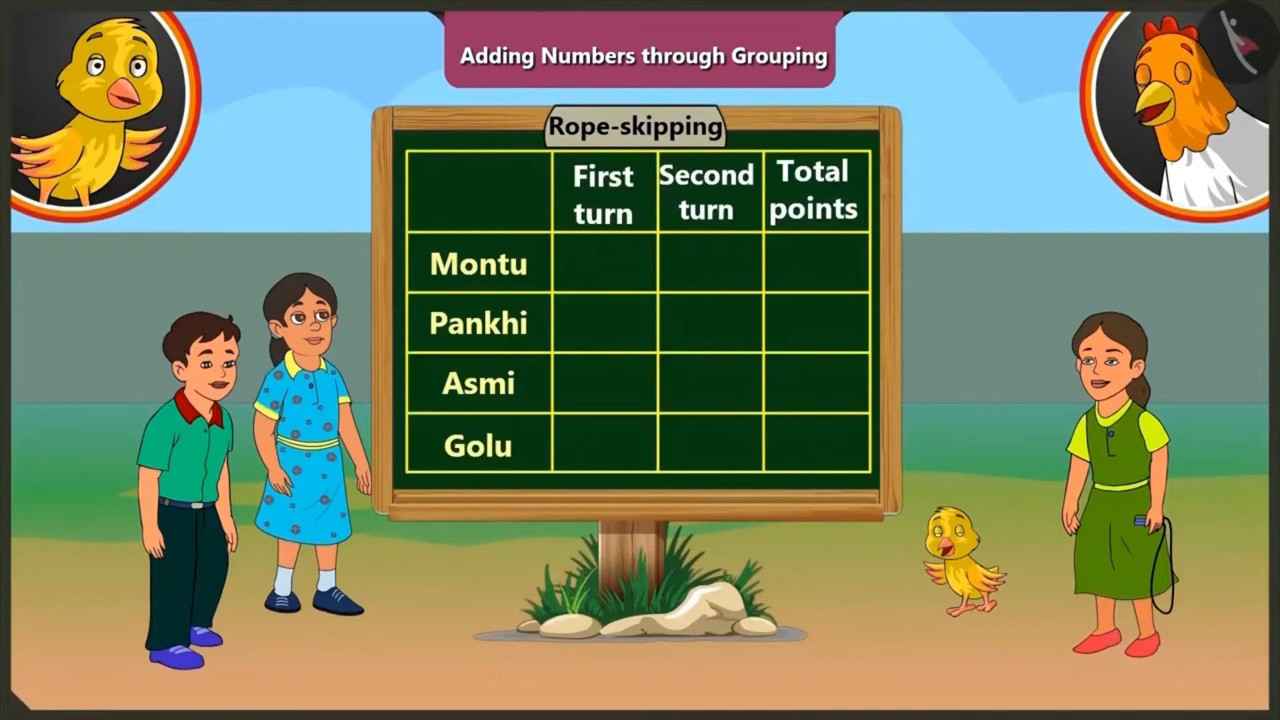 Adding Numbers through Grouping
Rope-skipping
First turn
Second turn
Total points
Montu
Pankhi
Asmi
Golu